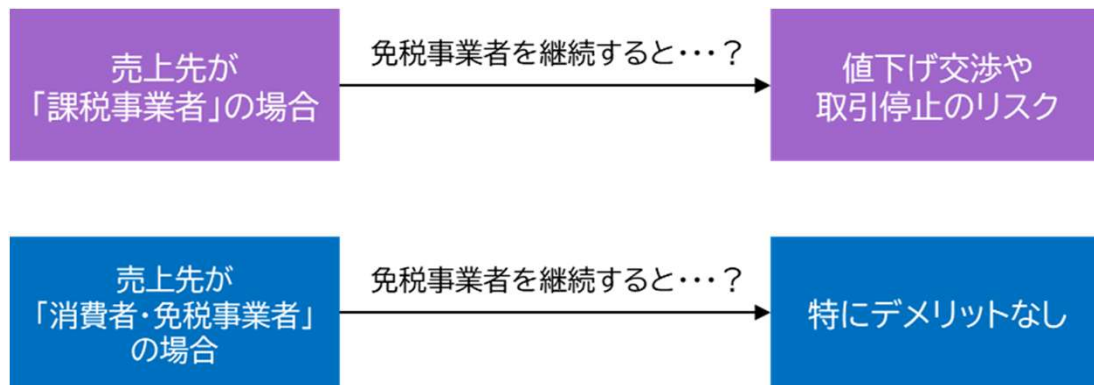 売上先が
「課税事業者」の場合
免税事業者を継続すると・・・？
値下げ交渉や
取引停止のリスク
売上先が
「消費者・免税事業者」
の場合
免税事業者を継続すると・・・？
特にデメリットなし